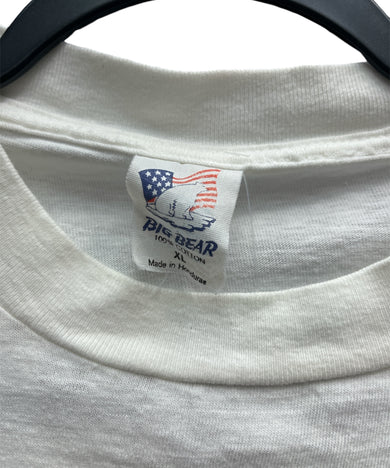 BIG BEAR
100% COTTON
XL
Made in Honduras